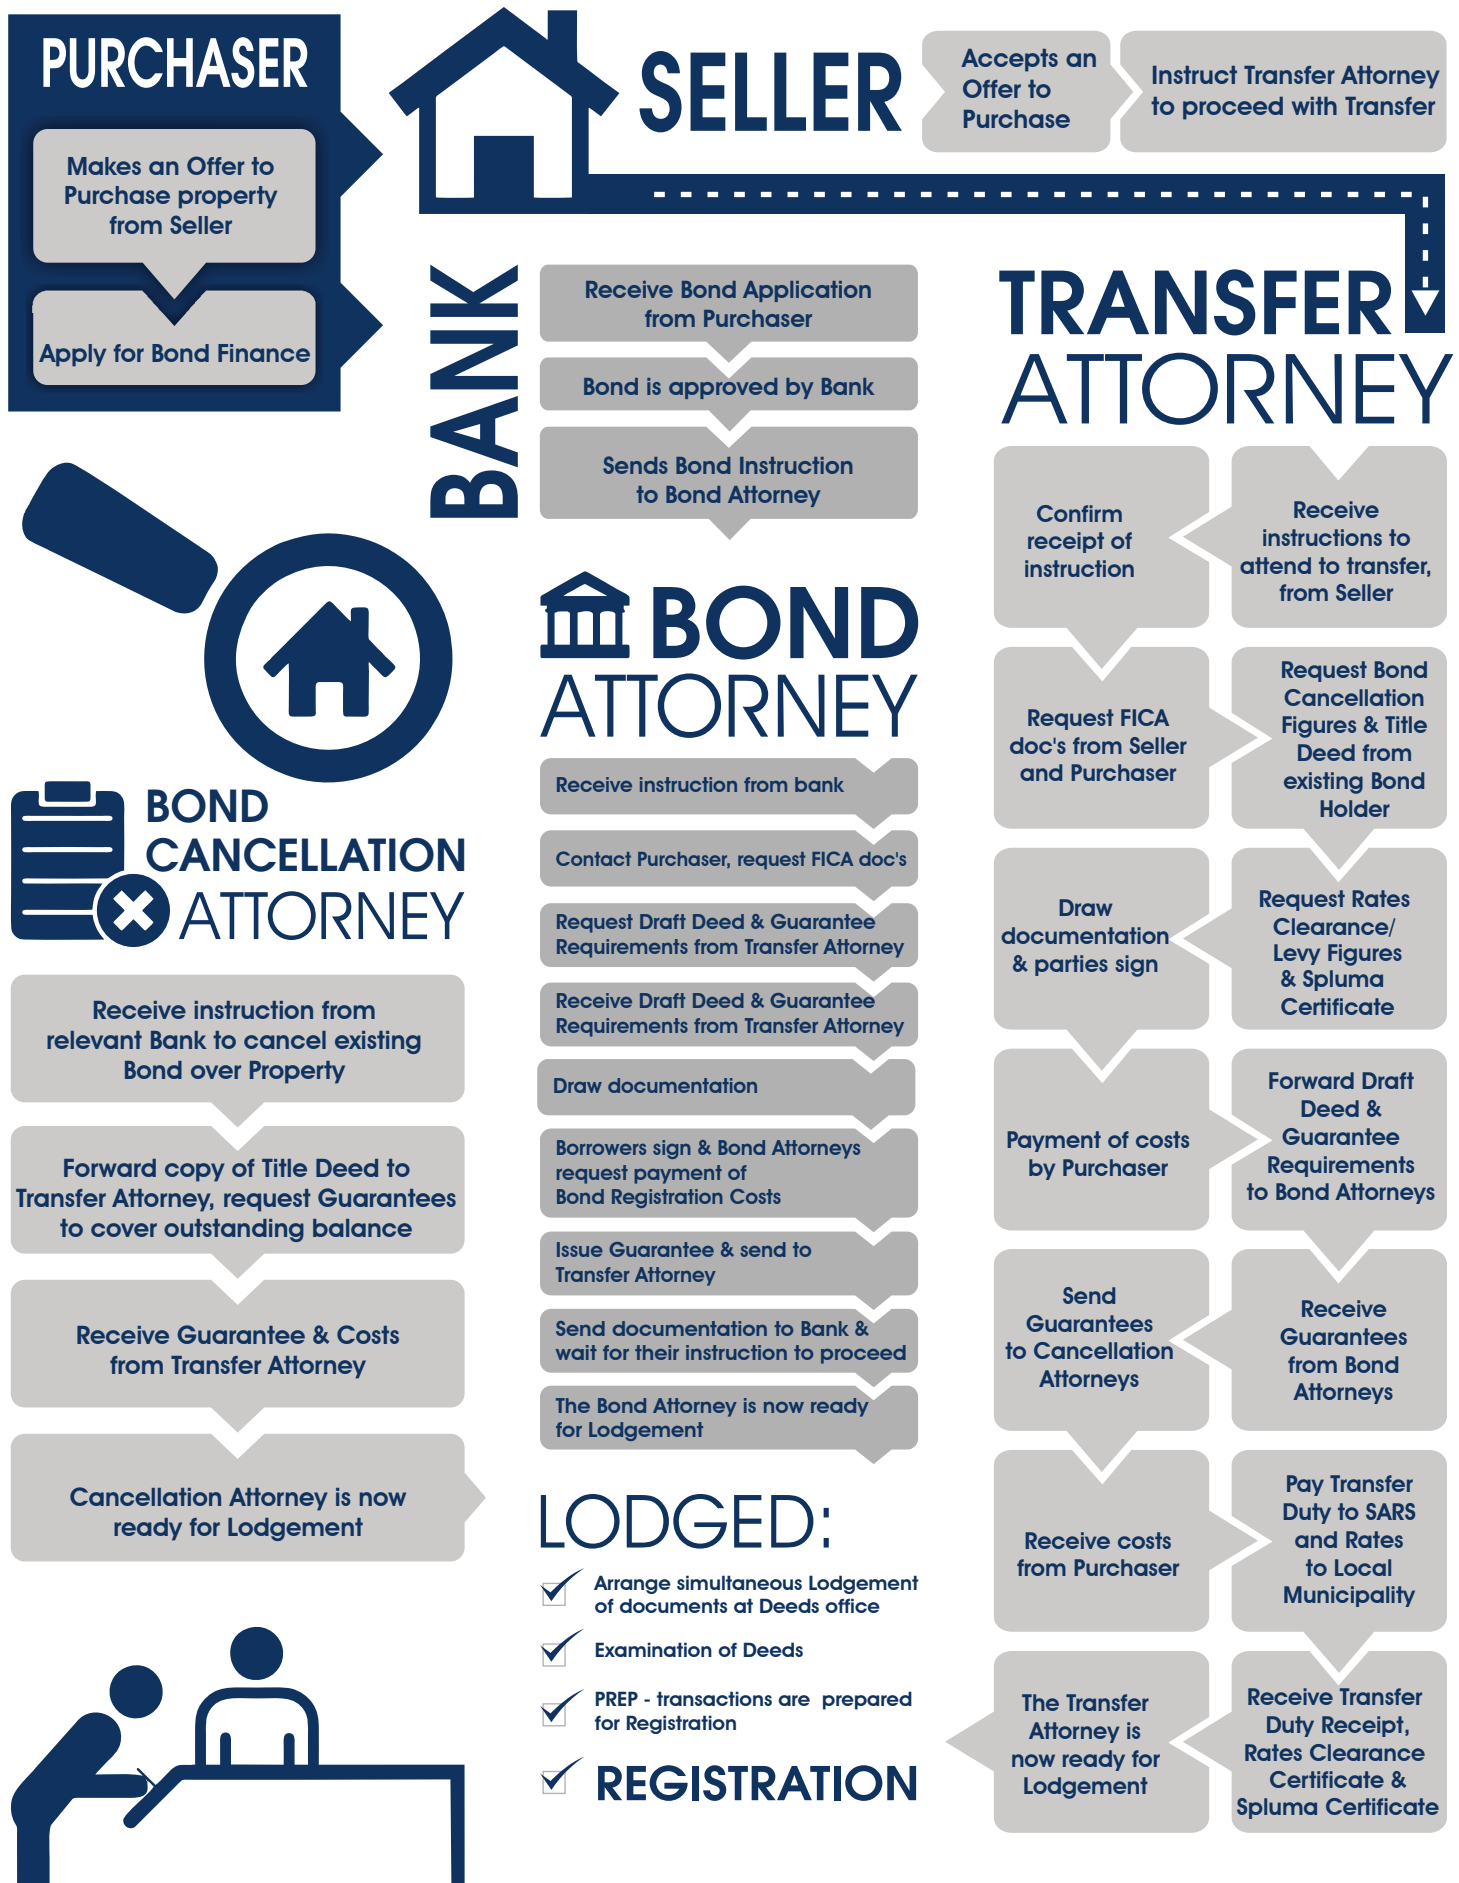 PURCHASER
Makes an Offer to
Purchase property
from Seller
Apply for Bond Finance
SELLER
Accepts an
Offer to
Purchase
Instruct Transfer Attorney
to proceed with Transfer
BANK
Receive Bond Application
from Purchaser
Bond is approved by Bank
Sends Bond Instruction
to Bond Attorney
BOND
ATTORNEY
Receive instruction from bank
Contact Purchaser, request FICA doc's
Request Draft Deed & Guarantee
Requirements from Transfer Attorney
Receive Draft Deed & Guarantee
Requirements from Transfer Attorney
Draw documentation
Borrowers sign & Bond Attorneys
request payment of
Bond Registration Costs
Issue Guarantee & send to
Transfer Attorney
Send documentation to Bank &
wait for their instruction to proceed
The Bond Attorney is now ready
for Lodgement
TRANSFER
ATTORNEY
Receive
instructions to
attend to transfer,
from Seller
Confirm
receipt of
instruction
Request FICA
doc's from Seller
and Purchaser
Request Bond
Cancellation
Figures & Title
Deed from
existing Bond
Holder
Request Rates
Clearance/
Levy Figures
& Spluma
Certificate
Draw
documentation
& parties sign
Payment of costs
by Purchaser
Forward Draft
Deed &
Guarantee
Requirements
to Bond Attorneys
Receive
Guarantees
from Bond
Attorneys
Send
Guarantees
to Cancellation
Attorneys
Receive costs
from Purchaser
Pay Transfer
Duty to SARS
and Rates
to Local
Municipality
Receive Transfer
Duty Receipt,
Rates Clearance
Certificate &
Spluma Certificate
The Transfer
Attorney is
now ready for
Lodgement
BOND
CANCELLATION
ATTORNEY
Receive instruction from
relevant Bank to cancel existing
Bond over Property
Forward copy of Title Deed to
Transfer Attorney, request Guarantees
to cover outstanding balance
Receive Guarantee & Costs
from Transfer Attorney
Cancellation Attorney is now
ready for Lodgement
LODGED:
Arrange simultaneous Lodgement
of documents at Deeds office
Examination of Deeds
PREP - transactions are prepared
for Registration
REGISTRATION